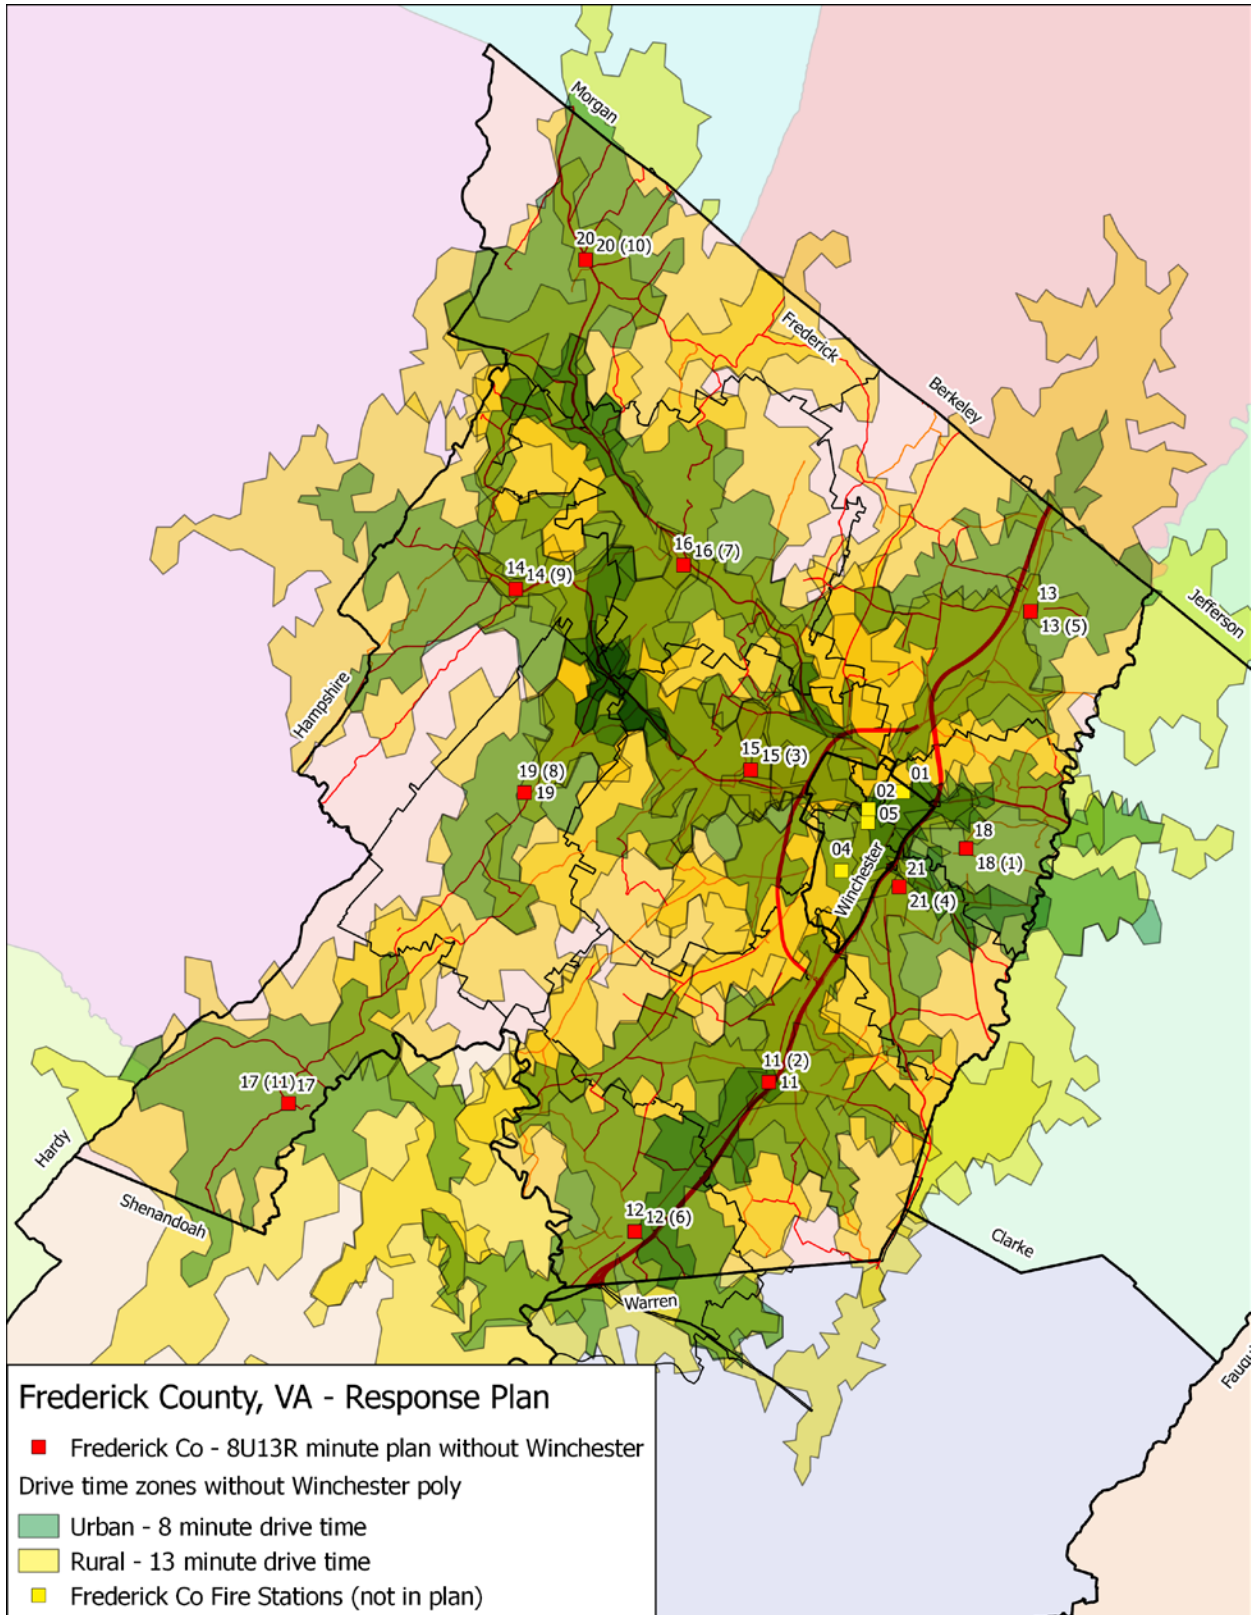 Morgan
20
20 (10)
Frederick
Berkeley
16
16 (7)
14
14 (9)
13
13 (5)
Jefferson
Hampshire
15
15 (3)
19 (8)
19
01
02
05
04
Winchester
18
18 (1)
21
21 (4)
11 (2)
11
17 (11)
17
Hardy
Shenandoah
12
12 (6)
Clarke
Warren
Frederick County, VA - Response Plan
Frederick Co - 8U13R minute plan without Winchester
Drive time zones without Winchester poly
Urban - 8 minute drive time
Rural - 13 minute drive time
Frederick Co Fire Stations (not in plan)